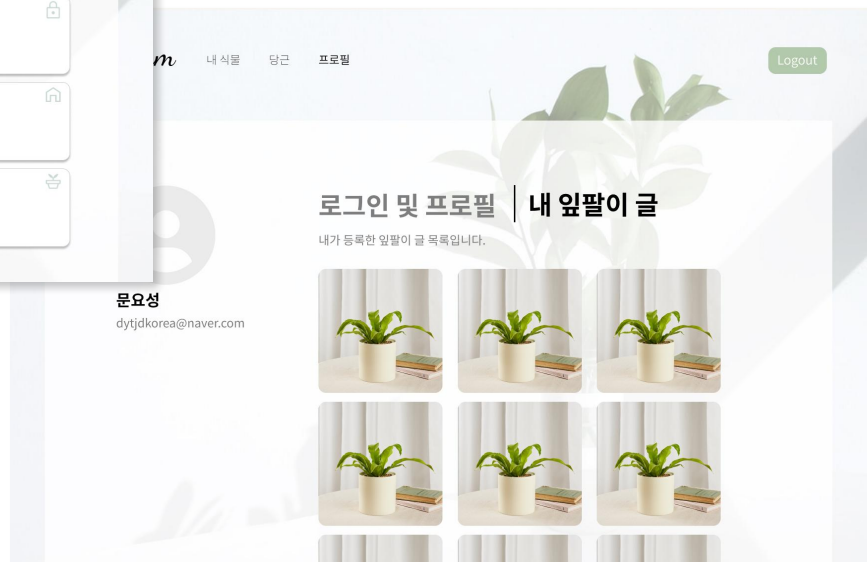 m
내 식물
당근
프로필
Logout
로그인 및 프로필
내 잎팔이 글
내가 등록한 잎팔이 글 목록입니다.
문요성
dytjdkorea@naver.com